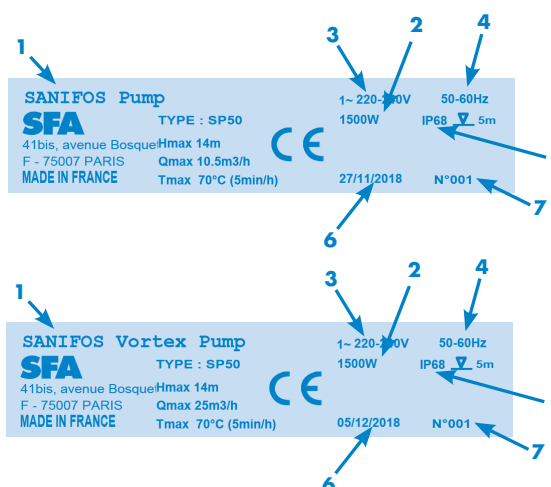 1
3
2
4
SANIFOS Pump
1~ 220-240V
50-60Hz
SFA
TYPE : SP50
1500W
IP68
5m
41bis, avenue Bosquet
Hmax 14m
F - 75007 PARIS
Qmax 10.5m3/h
CE
MADE IN FRANCE
Tmax 70°C (5min/h)
27/11/2018
N°001
6
7
1
3
2
4
SANIFOS Vortex Pump
1~ 220-240V
50-60Hz
SFA
TYPE : SP50
1500W
IP68
5m
41bis, avenue Bosquet
Hmax 14m
F - 75007 PARIS
Qmax 25m3/h
CE
MADE IN FRANCE
Tmax 70°C (5min/h)
05/12/2018
N°001
6
7